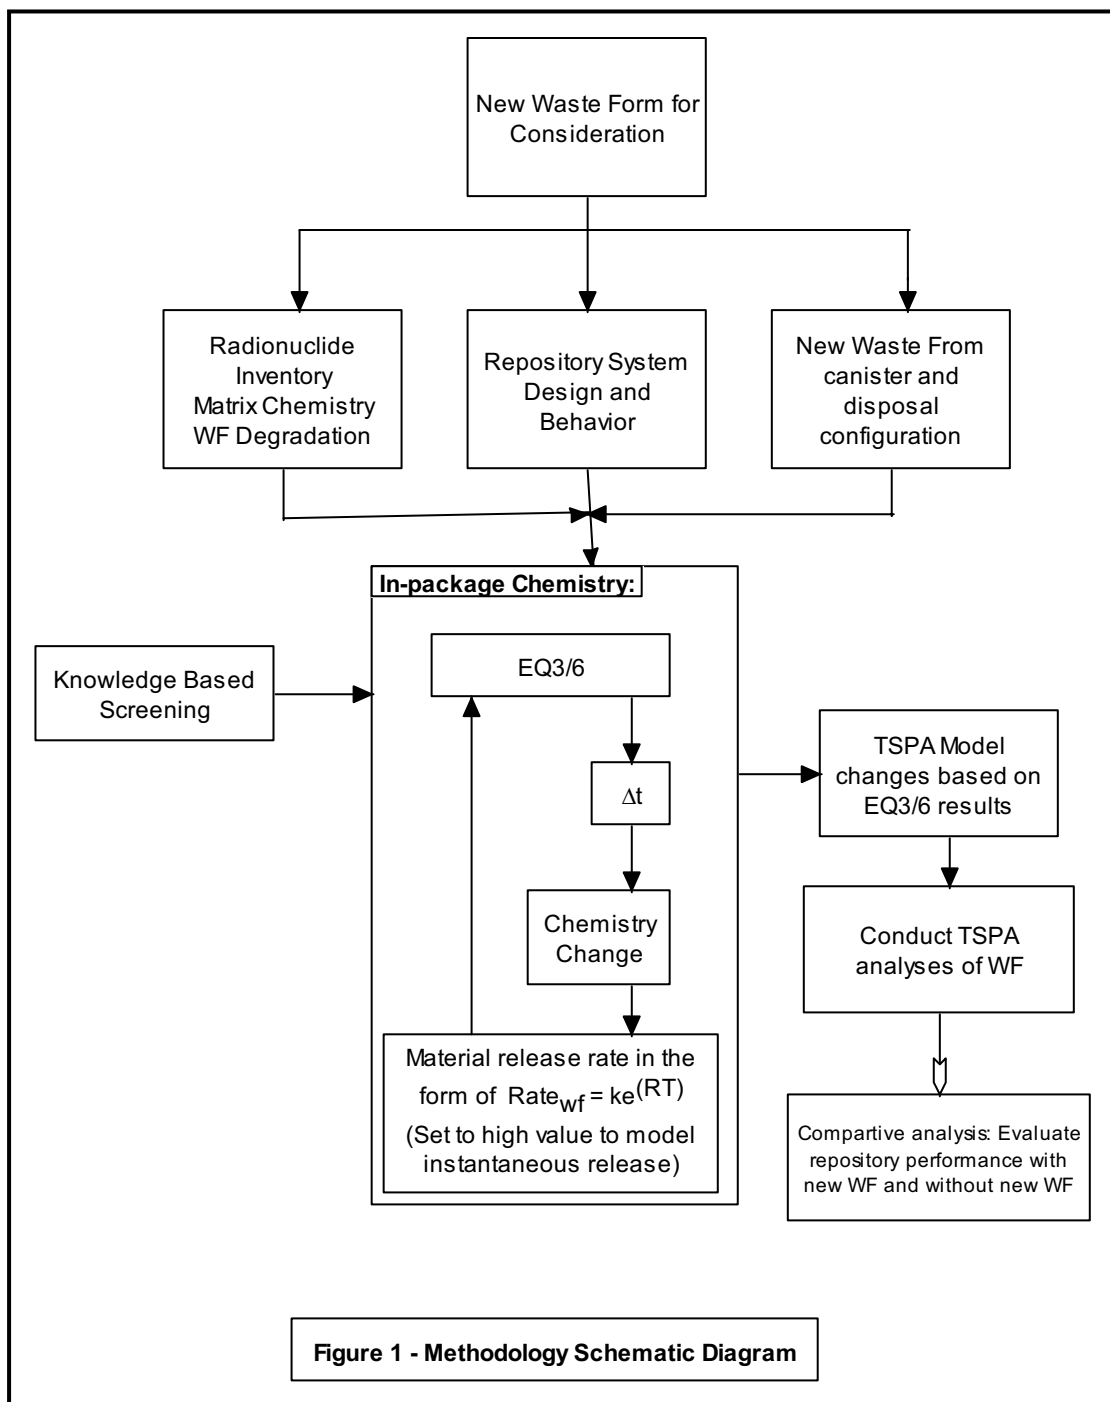 New Waste Form for
Consideration
Radionuclide
Inventory
Matrix Chemistry
WF Degradation
Repository System
Design and
Behavior
New Waste From
canister and
disposal
configuration
In-package Chemistry:
EQ3/6
Knowledge Based
Screening
Δt
TSPA Model
changes based on
EQ3/6 results
Chemistry
Change
Conduct TSPA
analyses of WF
Material release rate in the
form of Ratewf = ke(RT)
(Set to high value to model
instantaneous release)
Compartive analysis: Evaluate
repository performance with
new WF and without new WF
Figure 1 - Methodology Schematic Diagram